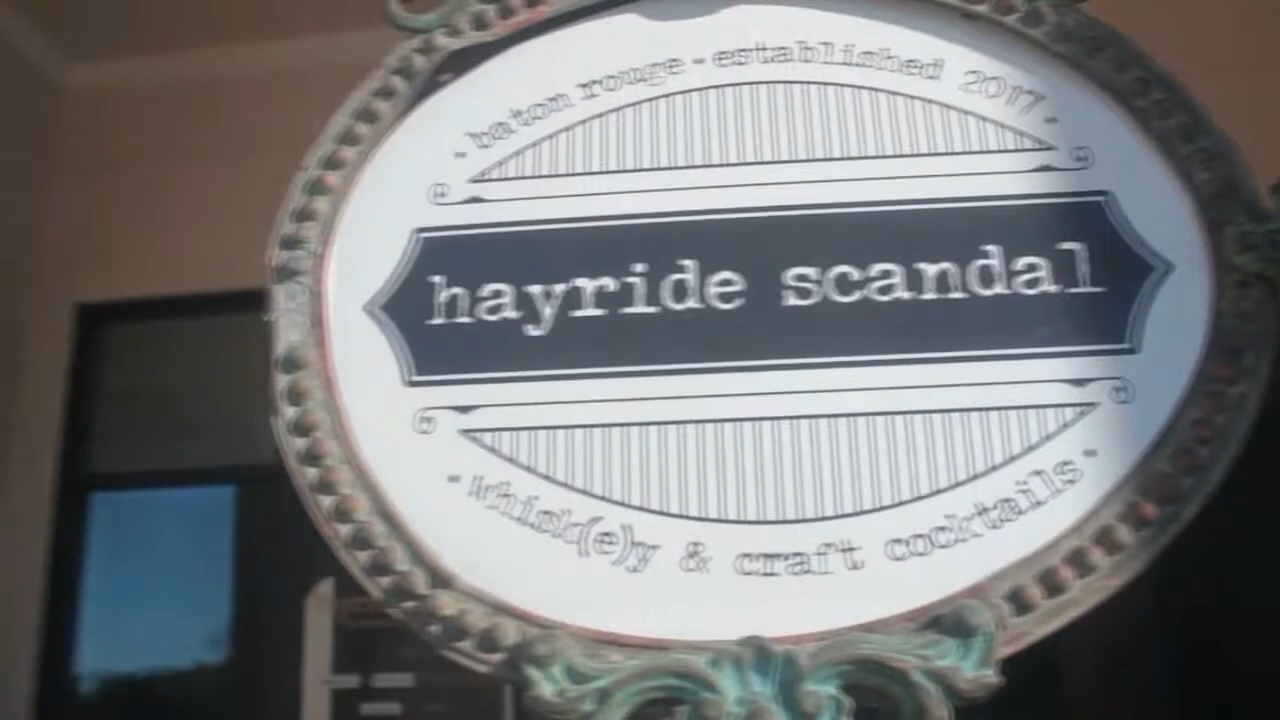 - baton rouge - established 2017 -
hayride scandal
- whisk(e)y & craft cocktails -